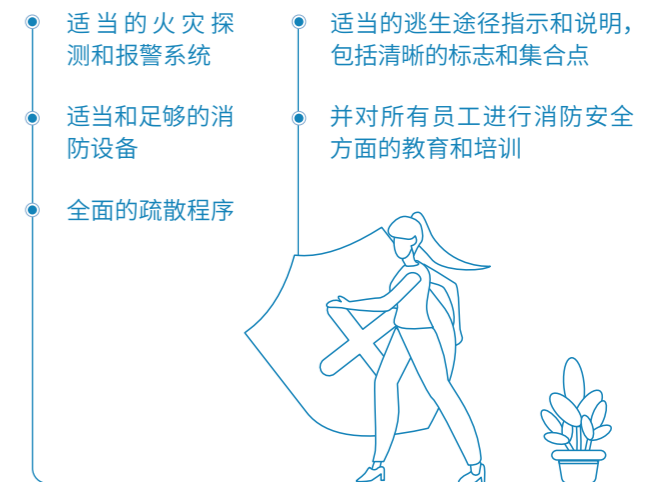 适当的火灾探
测和报警系统
适当和足够的消
防设备
全面的疏散程序
适当的逃生途径指示和说明，
包括清晰的标志和集合点
并对所有员工进行消防安全
方面的教育和培训